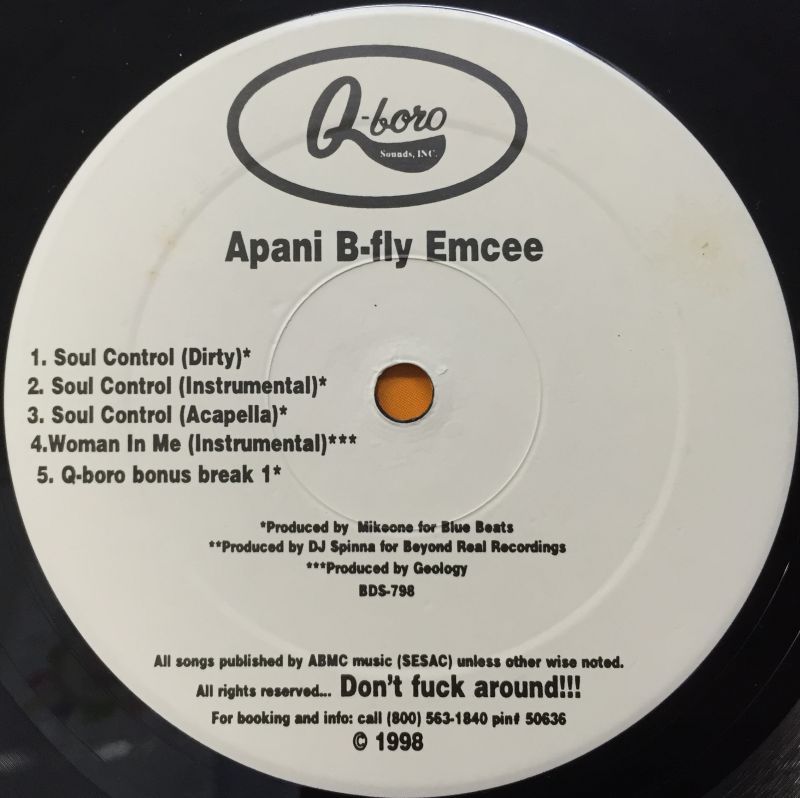 Q-boro
Sounds, INC.
Apani B-fly Emcee
1. Soul Control (Dirty)*
2. Soul Control (Instrumental)*
3. Soul Control (Acapella)*
4.Woman In Me (Instrumental)***
5. Q-boro bonus break 1*
*Produced by Mikeone for Blue Beats
**Produced by DJ Spinna for Beyond Real Recordings
***Produced by Geology
BDS-798
All songs published by ABMC music (SESAC) unless other wise noted.
All rights reserved... Don't fuck around!!!
For booking and info: call (800) 563-1840 pin# 50636
© 1998